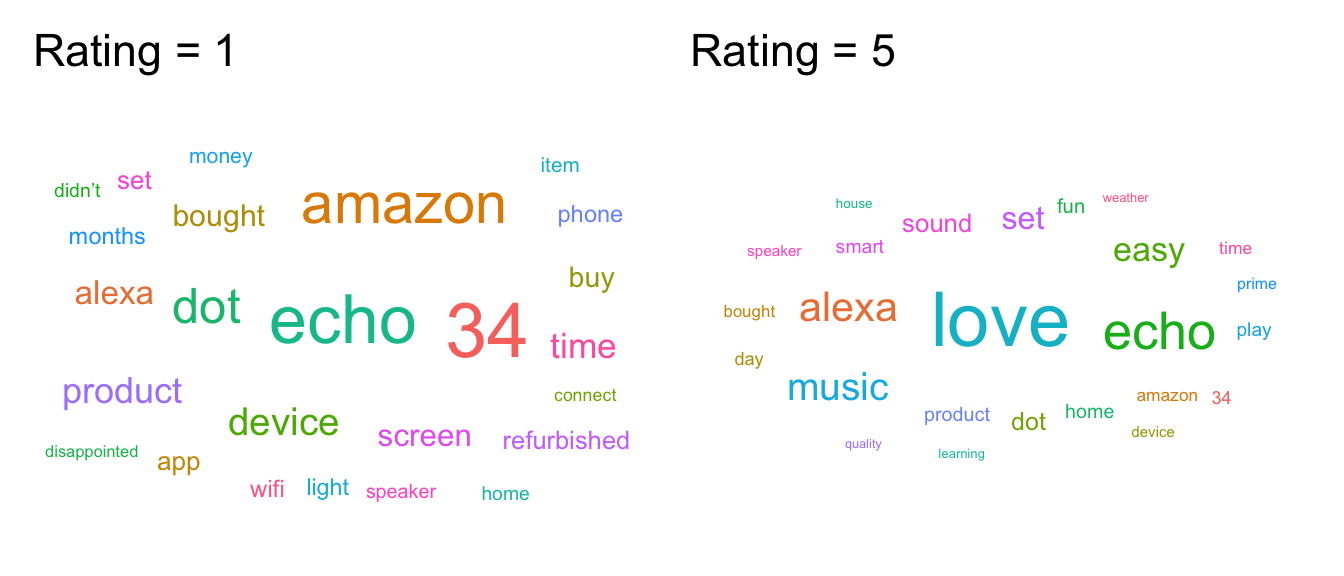 Rating = 1
money
item
didn't set
bought amazon phone
months
buy
alexa dot echo 34 time
product device screen refurbished connect
disappointed app
wifi light speaker home
Rating = 5
house sound set fun weather
speaker smart easy time
prime
bought alexa love echo play
day
music product dot home amazon 34
quality learning device